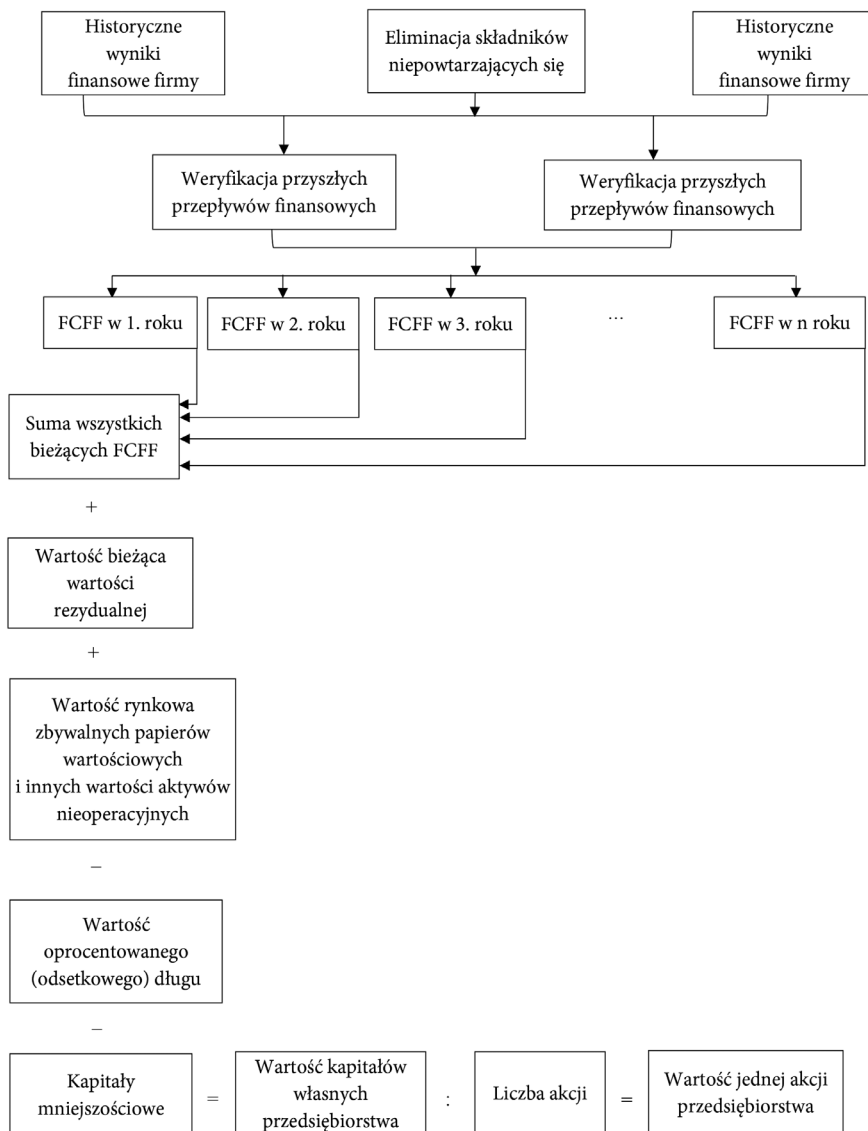 Historyczne
wyniki
finansowe firmy
Eliminacja składników
niepowtarzających się
Historyczne
wyniki
finansowe firmy
Weryfikacja przyszłych
przepływów finansowych
Weryfikacja przyszłych
przepływów finansowych
FCFF w 1. roku
FCFF w 2. roku
FCFF w 3. roku
...
FCFF w n roku
Suma wszystkich
bieżących FCFF
+
Wartość bieżąca
wartości
rezydualnej
+
Wartość rynkowa
zbywalnych papierów
wartościowych
i innych wartości aktywów
nieoperacyjnych
–
Wartość
oprocentowanego
(odsetkowego) długu
–
Kapitały
mniejszościowe
=
Wartość kapitałów
własnych
przedsiębiorstwa
:
Liczba akcji
=
Wartość jednej akcji
przedsiębiorstwa